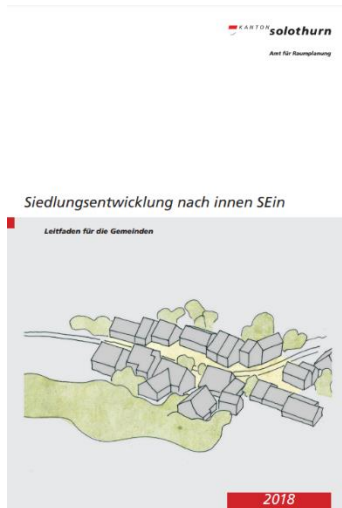 KANTON solothurn
Amt für Raumplanung
Siedlungsentwicklung nach innen SEin
Leitfaden für die Gemeinden
2018